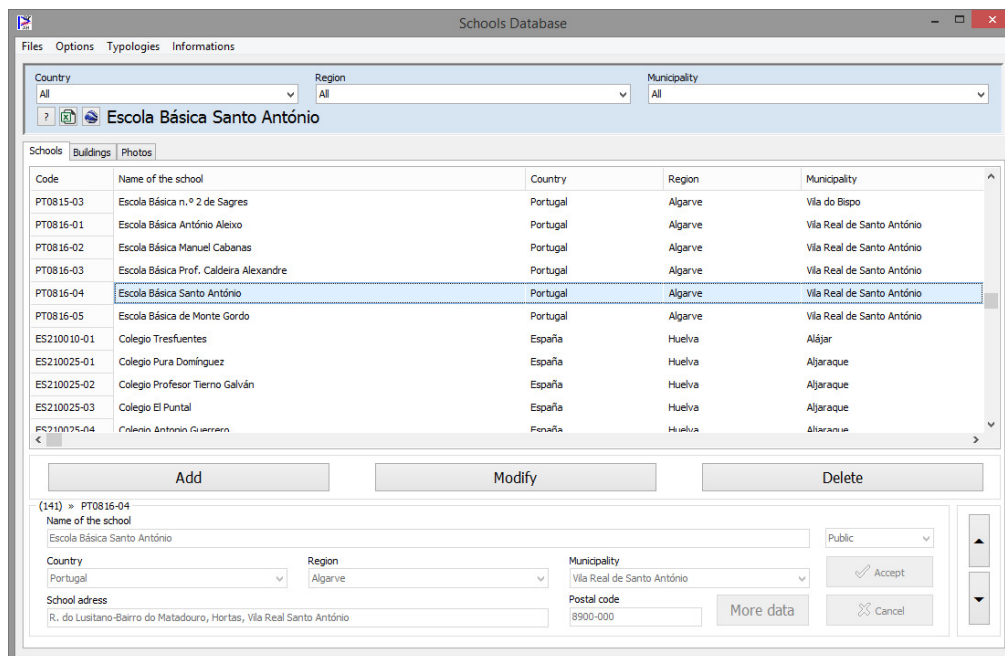 Schools Database
Files Options Typologies Informations
Country Region Municipality
All All All
? Escola Básica Santo António
Schools Buildings Photos
Code Name of the school Country Region Municipality
PT0815-03 Escola Básica n.º 2 de Sagres Portugal Algarve Vila do Bispo
PT0816-01 Escola Básica António Aleixo Portugal Algarve Vila Real de Santo António
PT0816-02 Escola Básica Manuel Cabanas Portugal Algarve Vila Real de Santo António
PT0816-03 Escola Básica Prof. Caldeira Alexandre Portugal Algarve Vila Real de Santo António
PT0816-04 Escola Básica Santo António Portugal Algarve Vila Real de Santo António
PT0816-05 Escola Básica de Monte Gordo Portugal Algarve Vila Real de Santo António
ES210010-01 Colegio Tresfuentes España Huelva Alájar
ES210025-01 Colegio Pura Domínguez España Huelva Aljaraque
ES210025-02 Colegio Profesor Tierno Galván España Huelva Aljaraque
ES210025-03 Colegio El Puntal España Huelva Aljaraque
ES210025-04 Colegio Antonio Guerrero España Huelva Aljaraque
Add Modify Delete
(141) » PT0816-04
Name of the school
Escola Básica Santo António Public
Country Region Municipality
Portugal Algarve Vila Real de Santo António Accept
School adress Postal code
R. do Lusitano-Bairro do Matadouro, Hortas, Vila Real Santo António 8900-000 More data Cancel